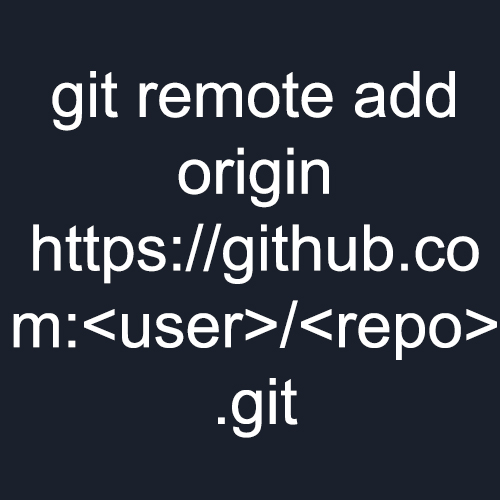 git remote add
origin
https://github.co
m:<user>/<repo>
.git